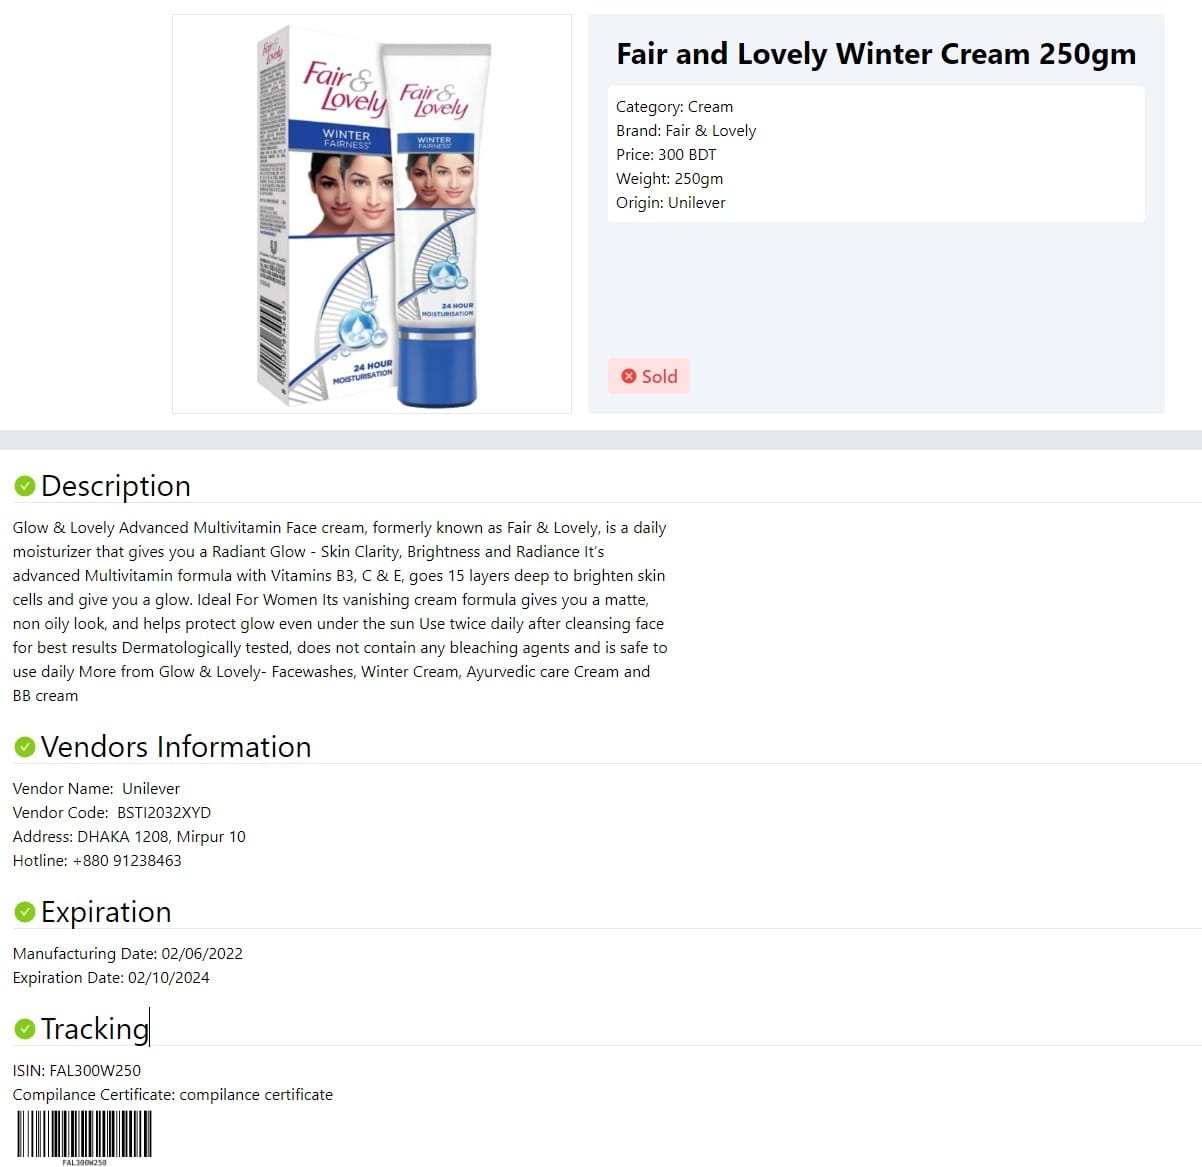 Fair &
Lovely
WINTER
FAIRNESS
24 HOUR
MOISTURISATION
Fair &
Lovely
Fair &
Lovely
WINTER
FAIRNESS
24 HOUR
MOISTURISATION
Fair and Lovely Winter Cream 250gm
Category: Cream
Brand: Fair & Lovely
Price: 300 BDT
Weight: 250gm
Origin: Unilever
Sold
Description
Glow & Lovely Advanced Multivitamin Face cream, formerly known as Fair & Lovely, is a daily
moisturizer that gives you a Radiant Glow - Skin Clarity, Brightness and Radiance It's
advanced Multivitamin formula with Vitamins B3, C & E, goes 15 layers deep to brighten skin
cells and give you a glow. Ideal For Women Its vanishing cream formula gives you a matte,
non oily look, and helps protect glow even under the sun Use twice daily after cleansing face
for best results Dermatologically tested, does not contain any bleaching agents and is safe to
use daily More from Glow & Lovely- Facewashes, Winter Cream, Ayurvedic care Cream and
BB cream
Vendors Information
Vendor Name: Unilever
Vendor Code: BSTI2032XYD
Address: DHAKA 1208, Mirpur 10
Hotline: +880 91238463
Expiration
Manufacturing Date: 02/06/2022
Expiration Date: 02/10/2024
Tracking
ISIN: FAL300W250
Compilance Certificate: compilance certificate
FAL300W250